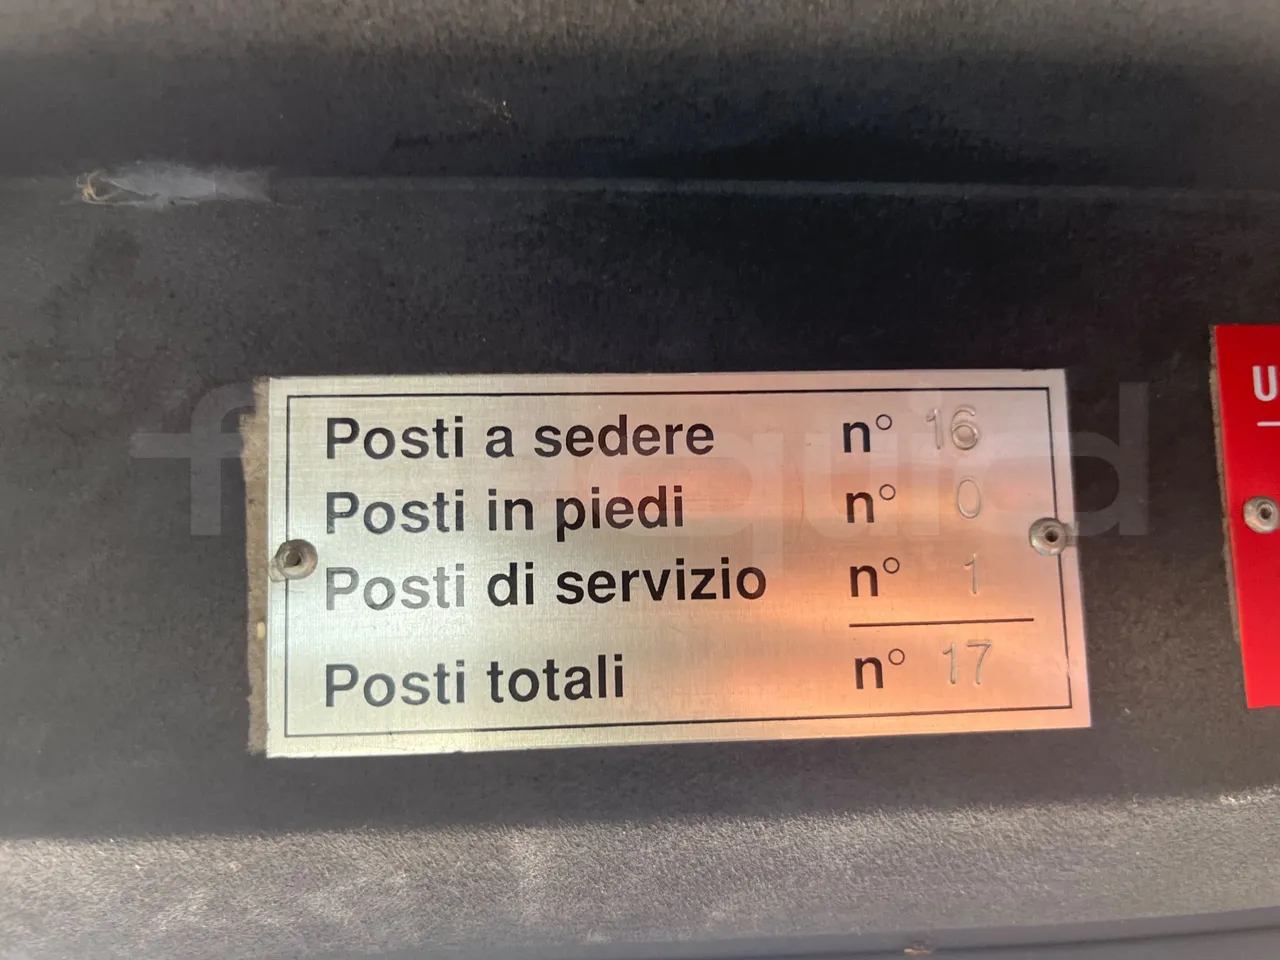 Posti a sedere n° 16
Posti in piedi n° 0
Posti di servizio n° 1
Posti totali n° 17
U